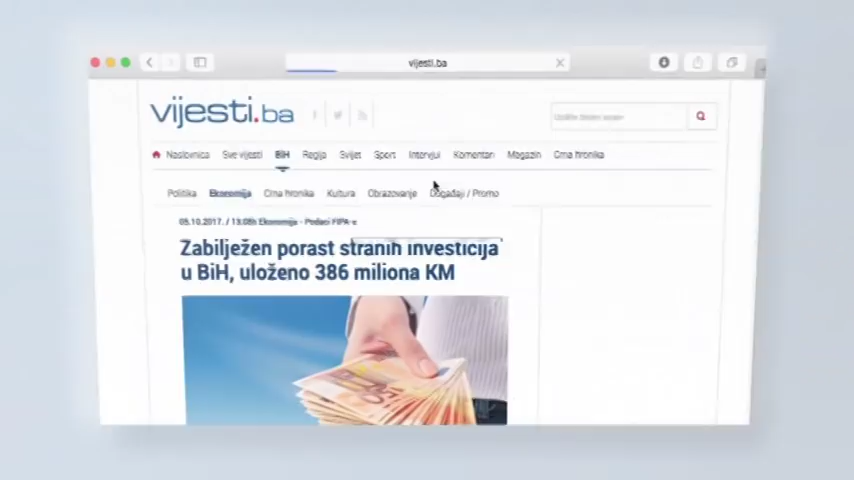 vijesti.ba
vijesti.ba
Naslovnica Sve vijesti BiH Regija Svijet Sport Intervjui Komentari Magazin Crna hronika
Politika Ekonomija Crna hronika Kultura Obrazovanje Događaji / Promo
05.10.2017. / 13:08h Ekonomija - Podaci FIPA-e
Zabilježen porast stranih investicija
u BiH, uloženo 386 miliona KM